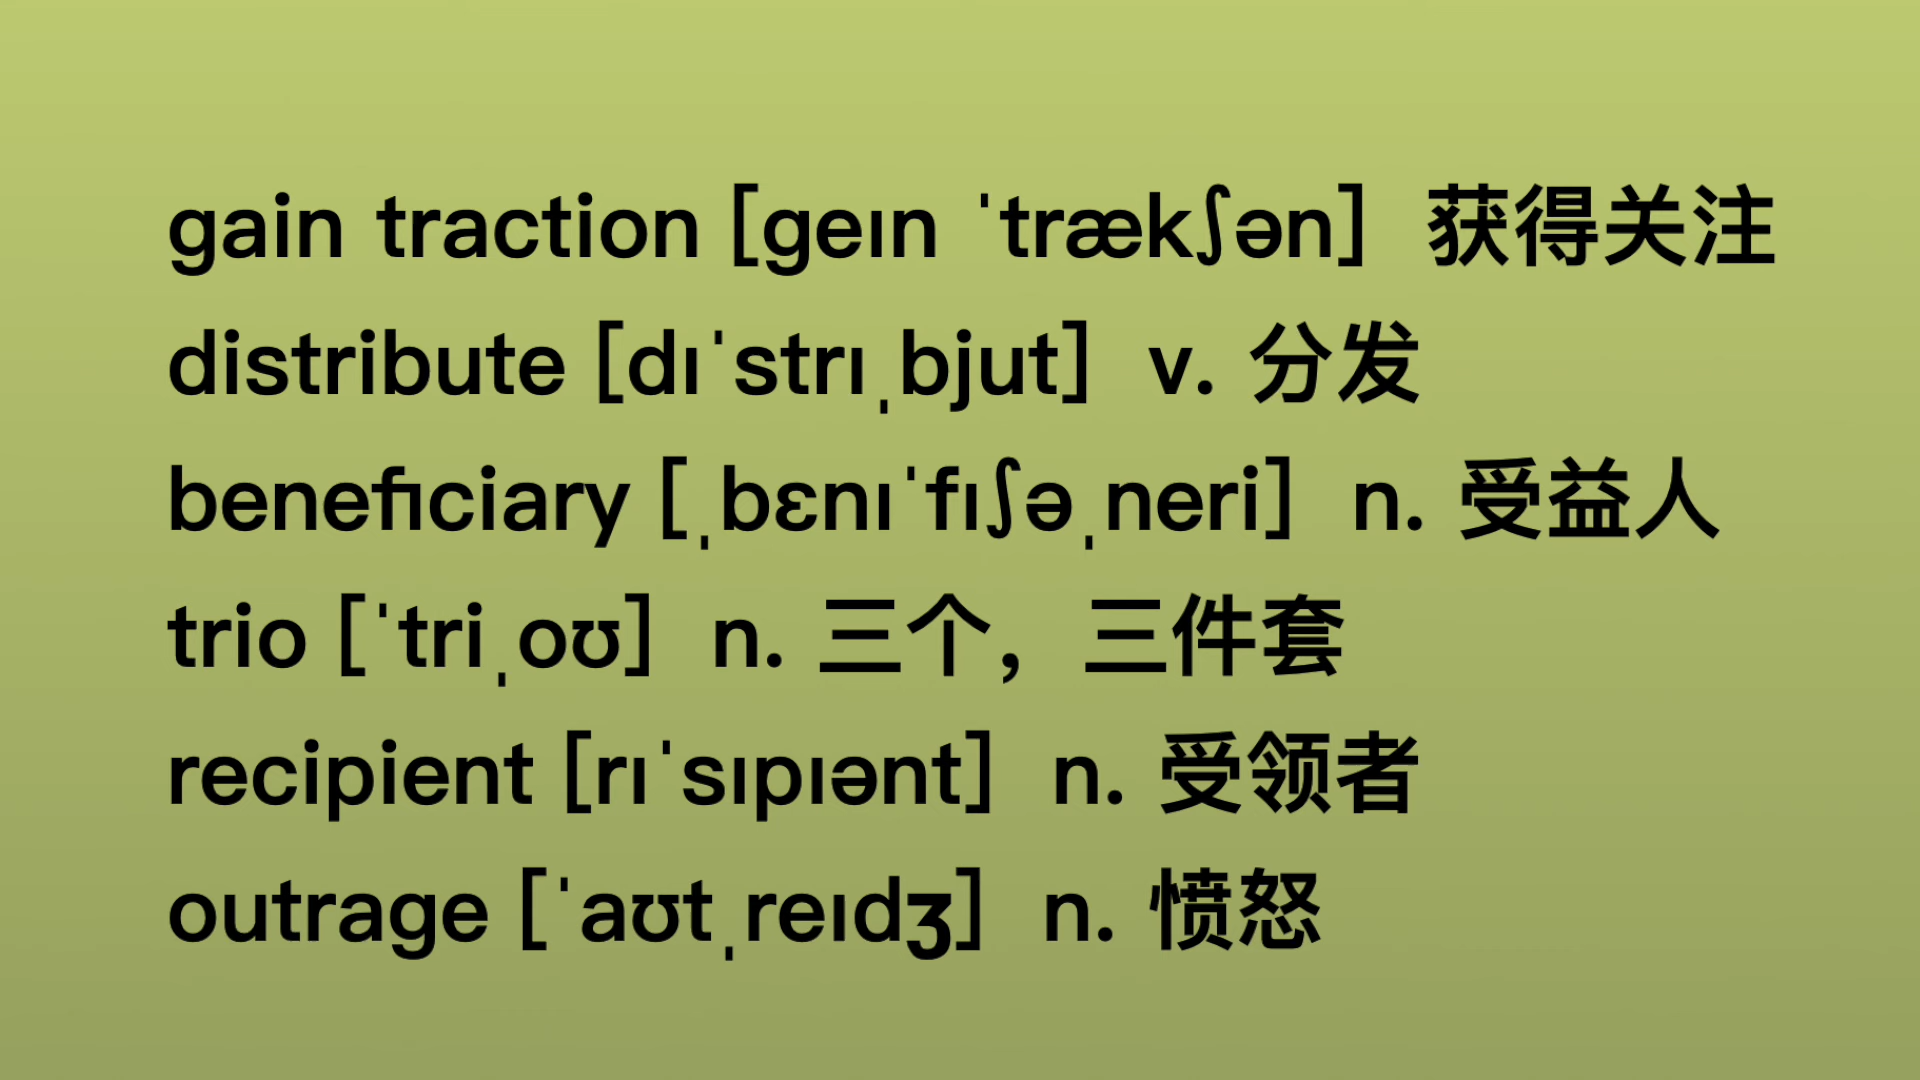 gain traction [geɪn ˈtrækʃən] 获得关注
distribute [dɪˈstrɪˌbjut] v. 分发
beneficiary [ˌbɛnɪˈfɪʃəˌneri] n. 受益人
trio [ˈtriˌoʊ] n. 三个，三件套
recipient [rɪˈsɪpɪənt] n. 受领者
outrage [ˈaʊtˌreɪdʒ] n. 愤怒